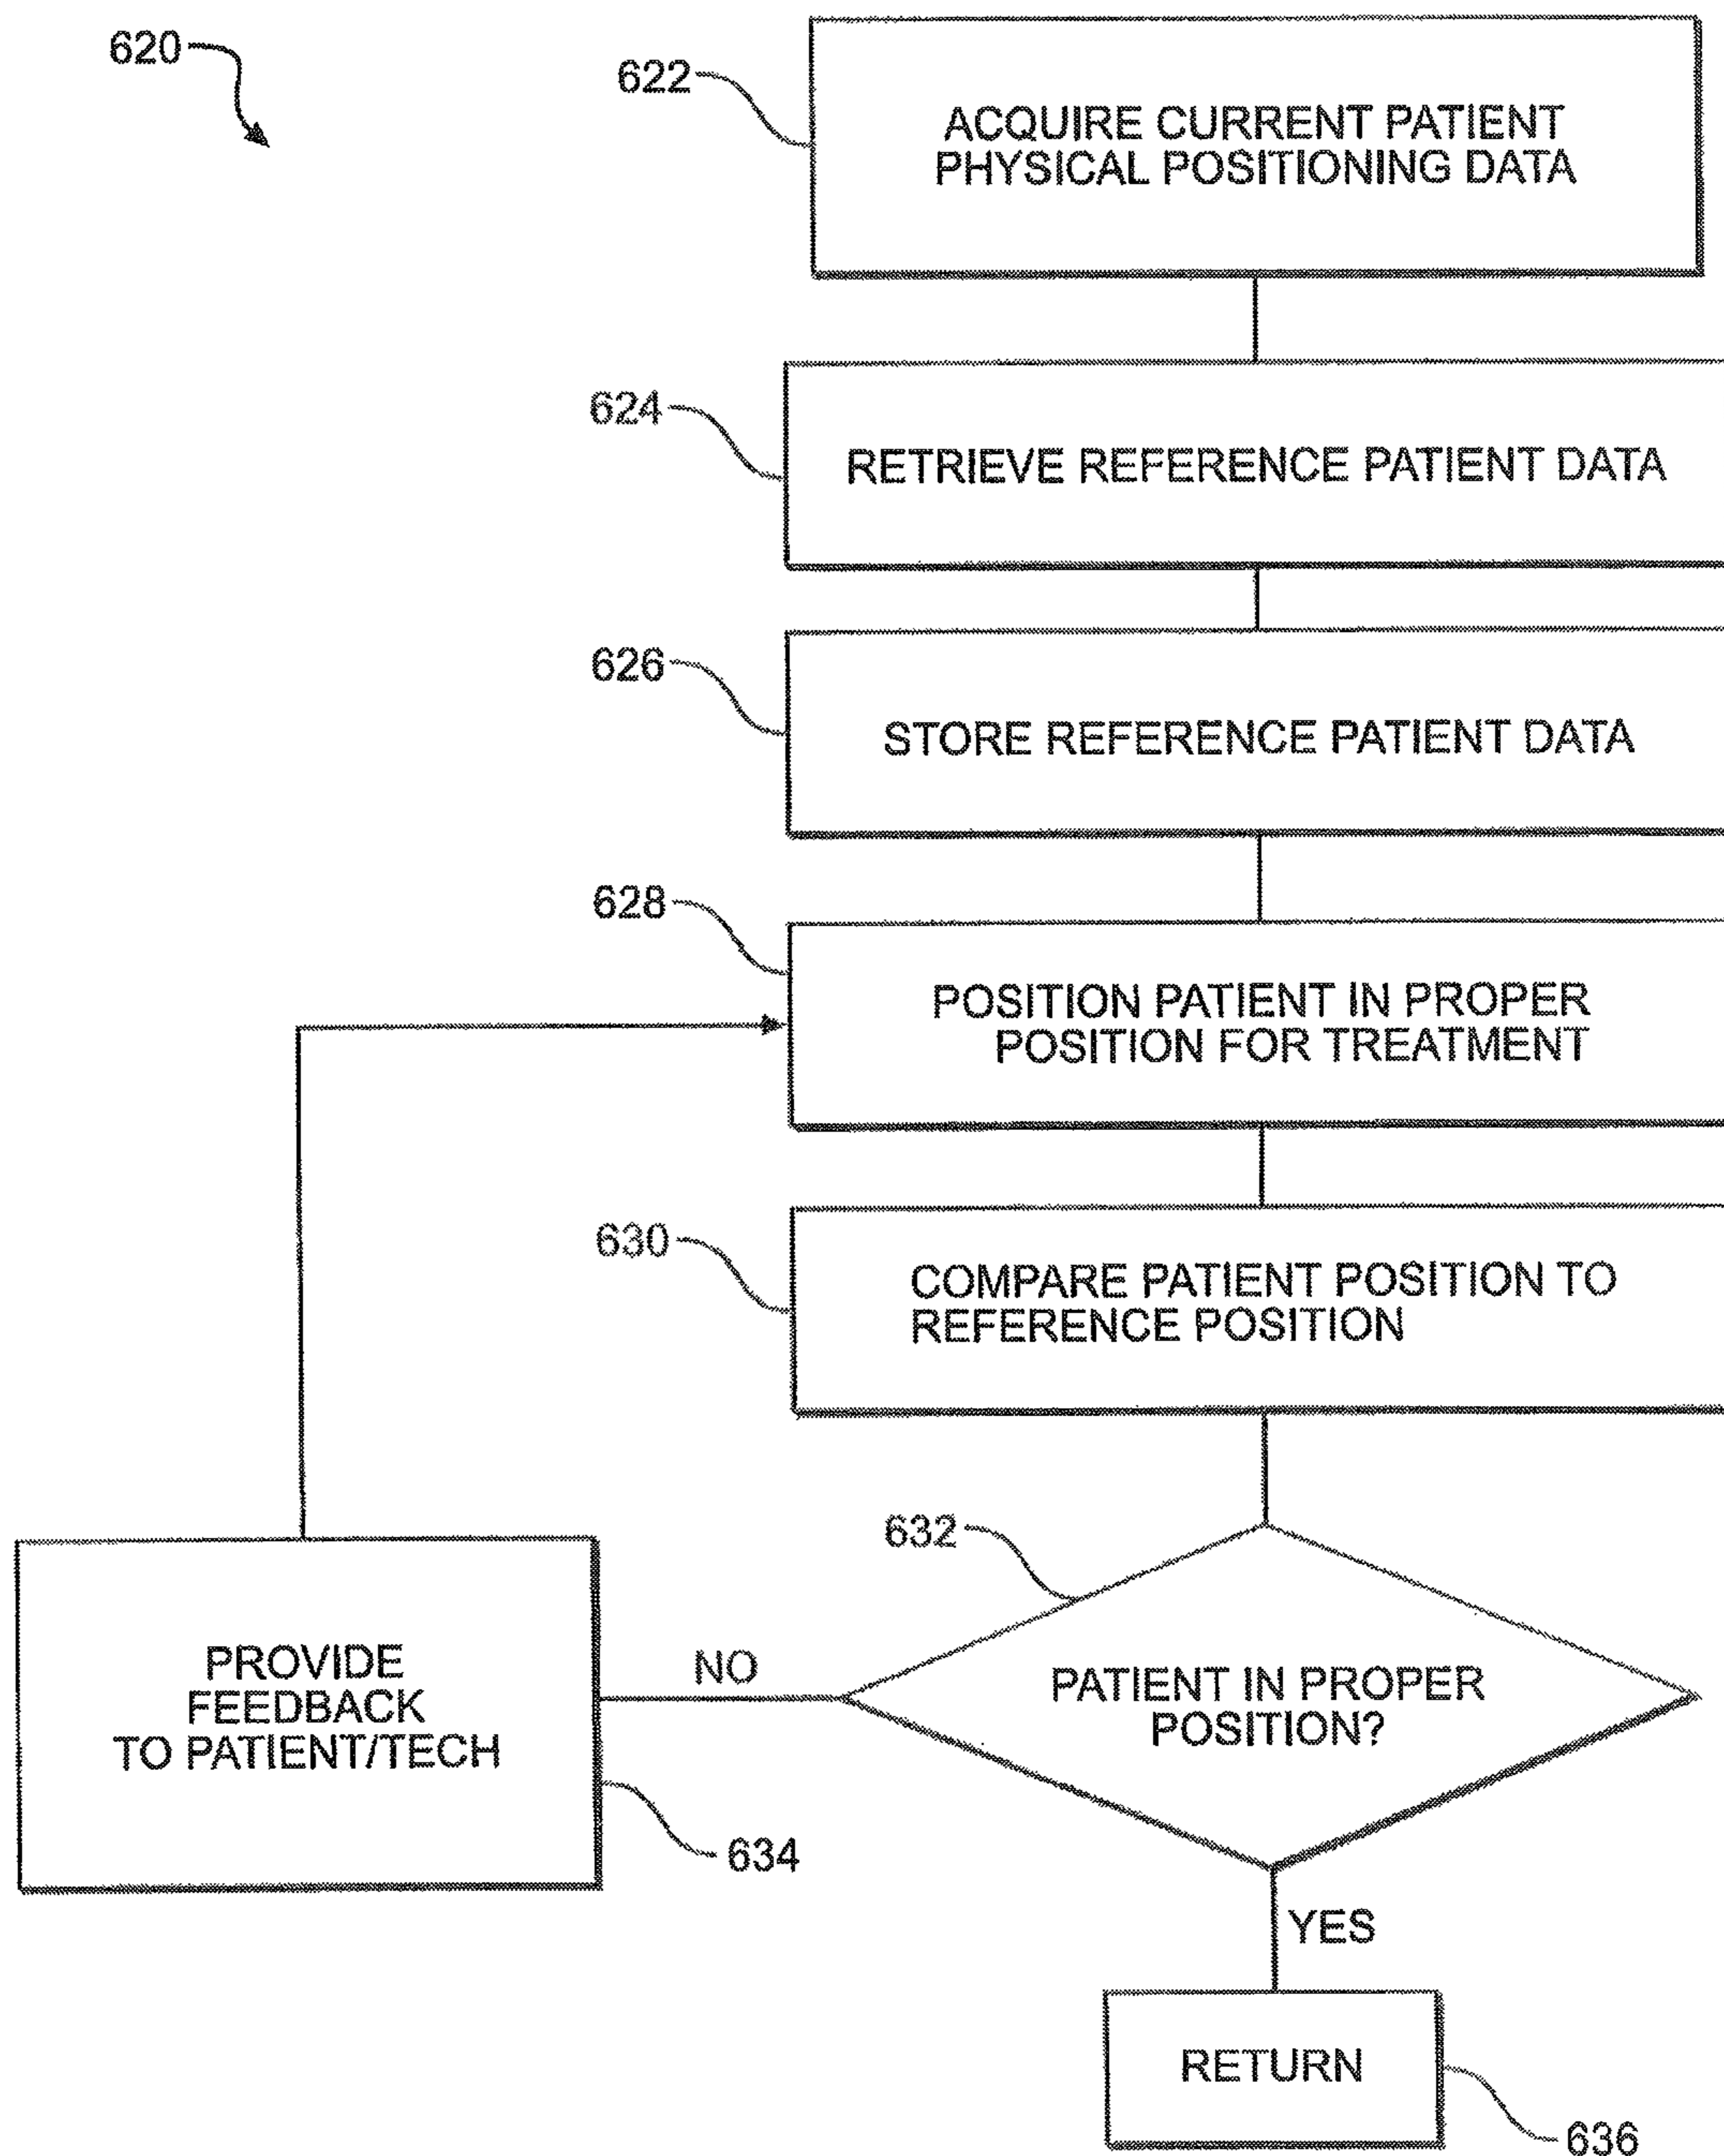 620
622
ACQUIRE CURRENT PATIENT
PHYSICAL POSITIONING DATA
624
RETRIEVE REFERENCE PATIENT DATA
626
STORE REFERENCE PATIENT DATA
628
POSITION PATIENT IN PROPER
POSITION FOR TREATMENT
630
COMPARE PATIENT POSITION TO
REFERENCE POSITION
632
PATIENT IN PROPER
POSITION?
NO
PROVIDE
FEEDBACK
TO PATIENT/TECH
634
YES
RETURN
636